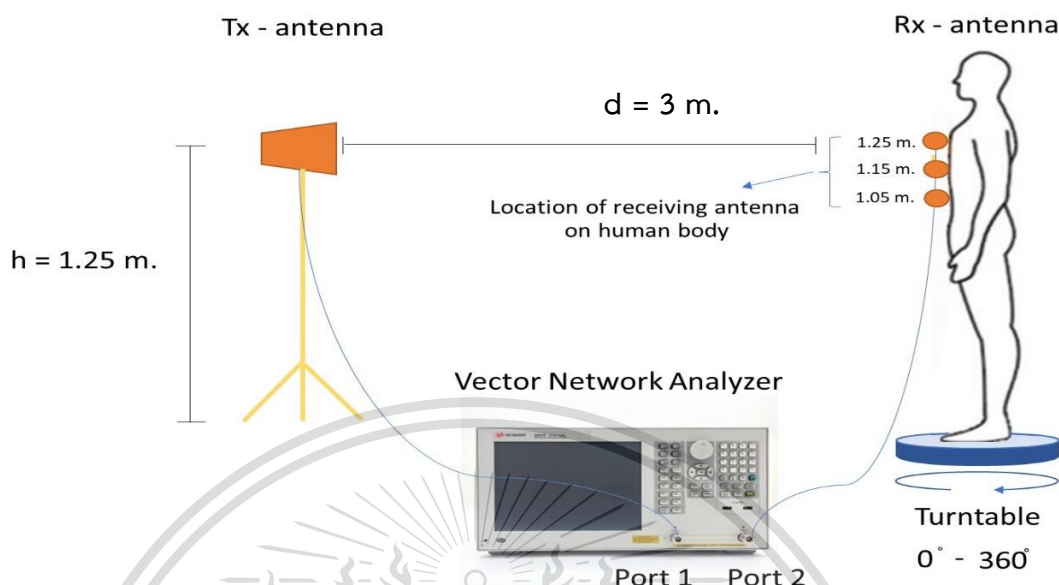 Tx - antenna
Rx - antenna
d = 3 m.
1.25 m.
1.15 m.
1.05 m.
Location of receiving antenna
on human body
h = 1.25 m.
Vector Network Analyzer
KEYSIGHT
Turntable
0° - 360°
Port 1 Port 2